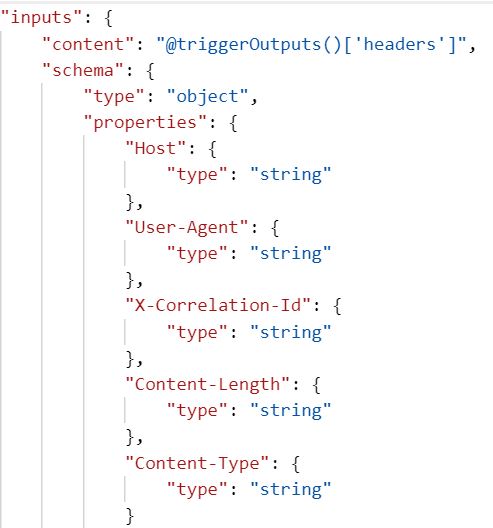 "inputs": {
    "content": "@triggerOutputs()['headers']",
    "schema": {
        "type": "object",
        "properties": {
            "Host": {
                "type": "string"
            },
            "User-Agent": {
                "type": "string"
            },
            "X-Correlation-Id": {
                "type": "string"
            },
            "Content-Length": {
                "type": "string"
            },
            "Content-Type": {
                "type": "string"
            }